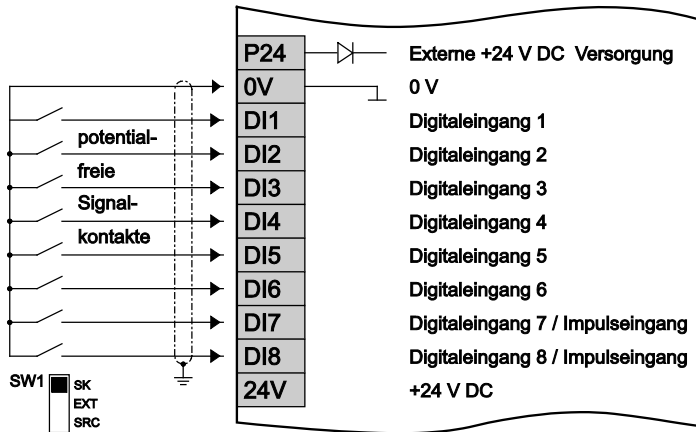 P24 Externe +24 V DC Versorgung
0V 0 V
DI1 Digitaleingang 1
potential-
DI2 Digitaleingang 2
freie
DI3 Digitaleingang 3
Signal-
DI4 Digitaleingang 4
kontakte
DI5 Digitaleingang 5
DI6 Digitaleingang 6
DI7 Digitaleingang 7 / Impulseingang
DI8 Digitaleingang 8 / Impulseingang
24V +24 V DC
SW1 SK
EXT
SRC